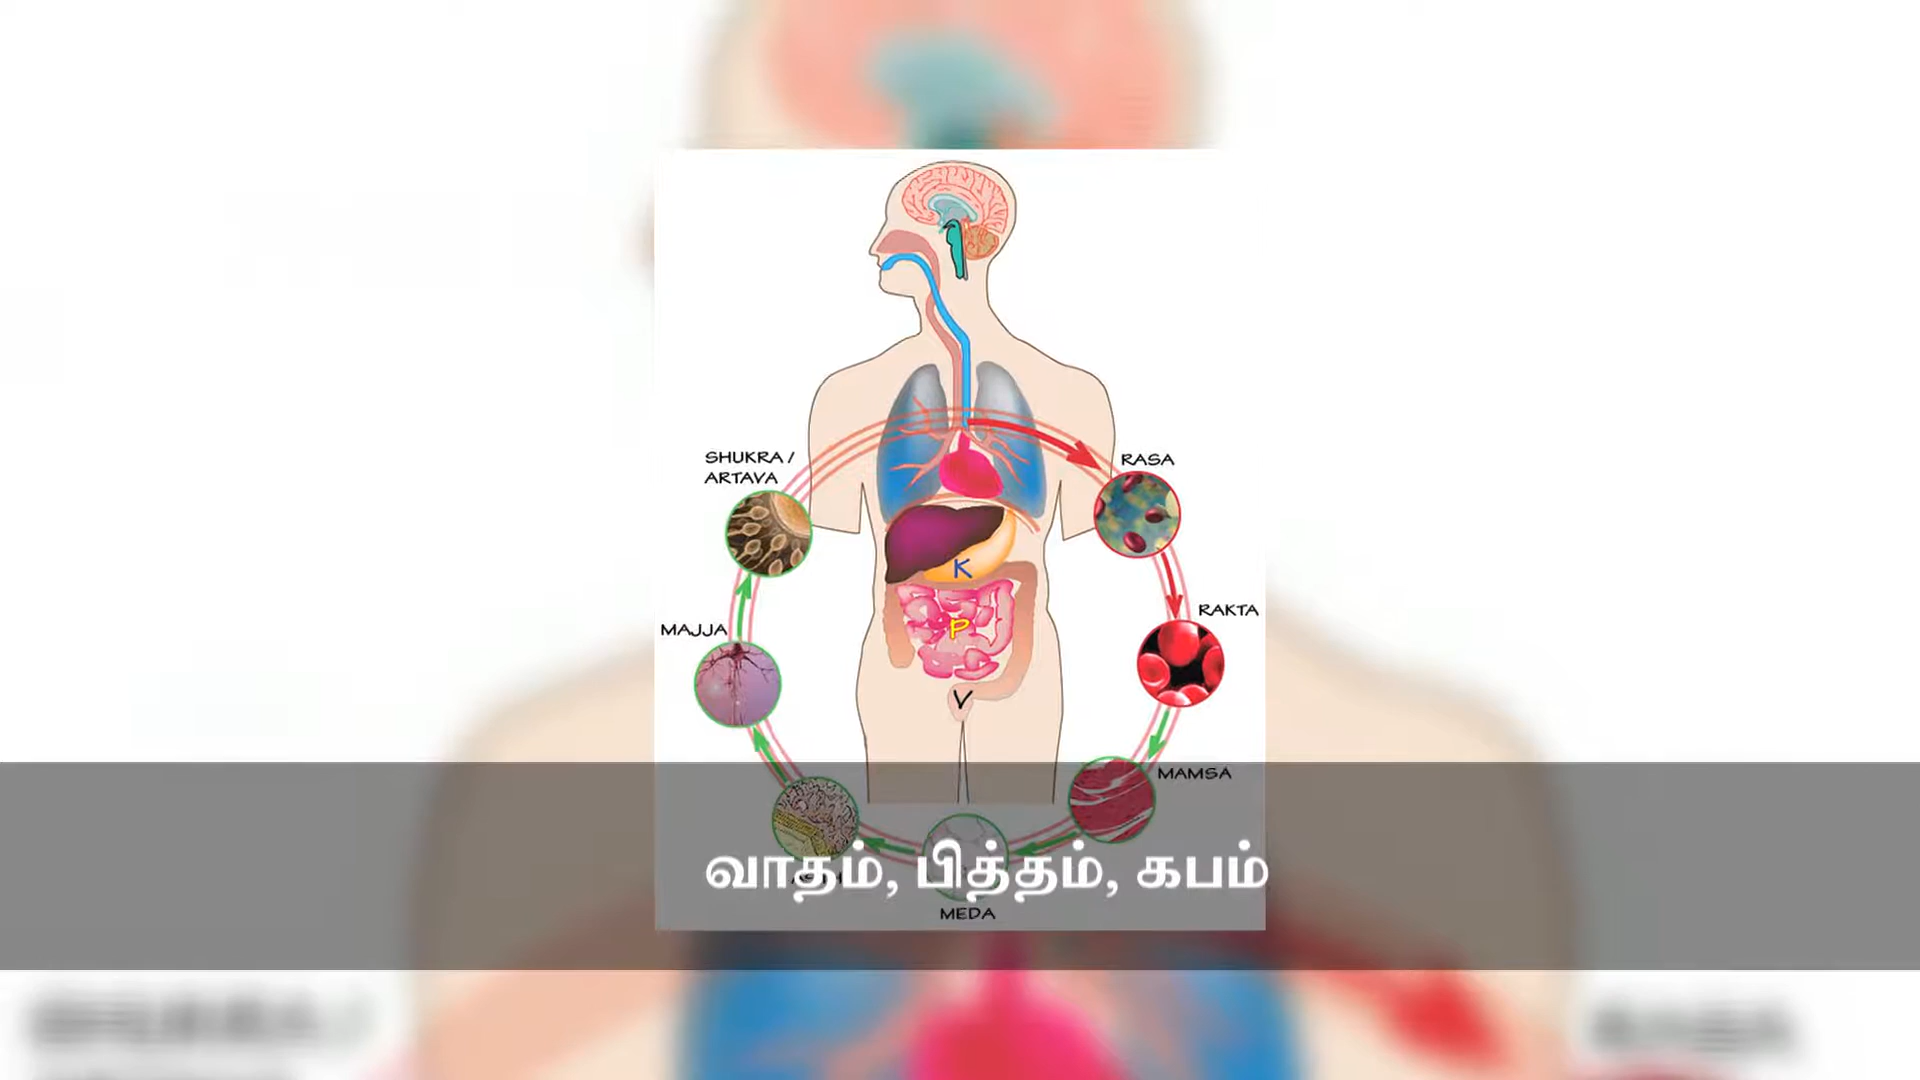 SHUKRA /
ARTAVA
RASA
K
RAKTA
P
MAJJA
V
MAMSA
வாதம், பித்தம், கபம்
MEDA